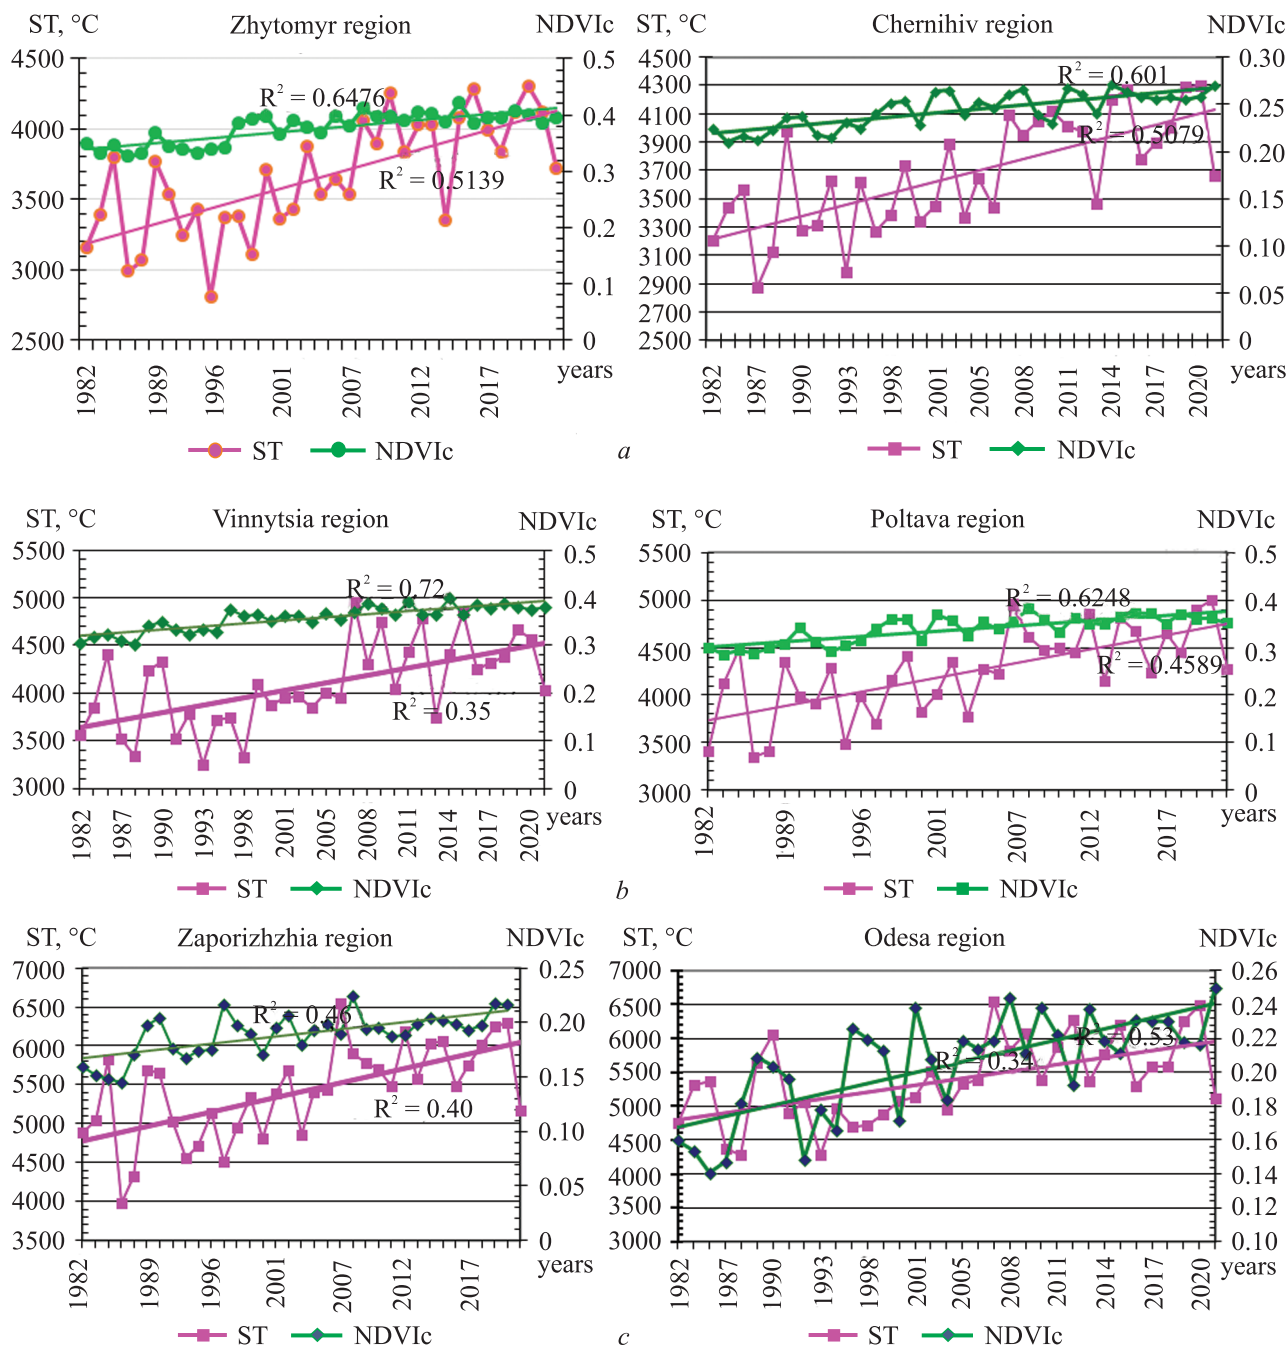 ST, °C Zhytomyr region NDVIc
4500 0.5
R² = 0.6476
4000 0.4
R² = 0.5139
0.3
3500
0.2
3000
0.1
2500 0
1982 1989 1996 2001 2007 2012 2017
years
ST NDVIc
ST, °C Chernihiv region NDVIc
4500 0.30
R² = 0.601
4300
0.25
4100
R² = 0.5079
3900
0.20
3700
3500
0.15
3300
0.10
3100
2900
0.05
2700
2500 0
1982 1987 1990 1993 1998 2001 2005 2008 2011 2014 2017 2020
years
ST NDVIc
a
ST, °C Vinnytsia region NDVIc
5500 0.5
R² = 0.72
5000 0.4
4500 0.3
4000 0.2
R² = 0.35
3500 0.1
3000 0
1982 1987 1990 1993 1998 2001 2005 2008 2011 2014 2017 2020
years
ST NDVIc
ST, °C Poltava region NDVIc
5500 0.5
R² = 0.6248
5000 0.4
4500 0.3
R² = 0.4589
4000 0.2
3500 0.1
3000 0
1982 1989 1996 2001 2007 2012 2017
years
ST NDVIc
b
ST, °C Zaporizhzhia region NDVIc
7000 0.25
6500
R² = 0.46
0.20
6000
5500 0.15
R² = 0.40
5000
0.10
4500
0.05
4000
3500 0
1982 1989 1996 2001 2007 2012 2017
years
ST NDVIc
ST, °C Odesa region NDVIc
7000 0.26
6500 0.24
R² = 0.53
6000 0.22
R² = 0.34
5500 0.20
5000 0.18
4500 0.16
4000 0.14
3500 0.12
3000 0.10
1982 1987 1990 1993 1998 2001 2005 2008 2011 2014 2017 2020
years
ST NDVIc
c